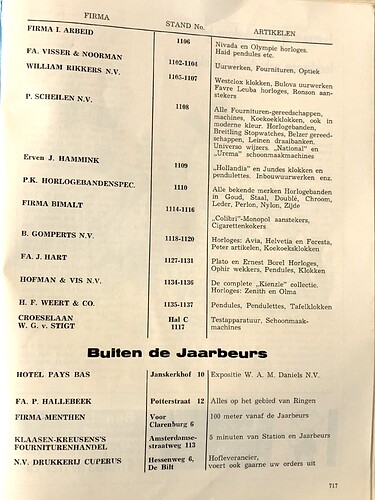 FIRMA STAND No. ARTIKELEN
FIRMA I. ARBEID 1106 Nivada en Olympic horloges.
Haid pendules etc.
FA. VISSER & NOORMAN 1102-1104 Uurwerken, Fournituren, Optiek
WILLIAM RIKKERS N.V. 1105-1107 Westclox klokken, Bulova uurwerken
Favre Leuba horloges, Ronson aan-
stekers
P. SCHEILEN N.V. 1108 Alle Fournituren-gereedschappen,
machines, Koekoekklokken, ook in
moderne kleur. Horlogebanden,
Breitling Stopwatches, Belzer gereed-
schappen, Leinen draaibanken.
Universo wijzers. „National" en
„Urema" schoonmaakmachines
Erven J. HAMMINK 1109 „Hollandia" en Jundes klokken en
pendulettes. Inbouwuurwerken enz.
P.K. HORLOGEBANDENSPEC. 1110 Alle bekende merken Horlogebanden
in Goud, Staal, Doublé, Chroom,
Leder, Perlon, Nylon, Zijde
FIRMA BIMALT 1114-1116 „Colibri"-Monopol aanstekers,
Cigarettenkokers
B. GOMPERTS N.V. 1118-1120 Horloges: Avia, Helvetia en Foresta,
Peter artikelen, Koekoeksklokken
FA. J. HART 1127-1131 Plato en Ernest Borel Horloges,
Ophir wekkers, Pendules, Klokken
HOFMAN & VIS N.V. 1134-1136 De complete „Kienzle" collectie.
Horloges: Zenith en Olma
H. F. WEERT & CO. 1135-1137 Pendules, Pendulettes, Tafelklokken
CROESELAAN Hal C Testapparatuur, Schoonmaak-
W. G. v. STIGT 1117 machines
Buiten de Jaarbeurs
HOTEL PAYS BAS Janskerkhof 10 Expositie W. A. M. Daniels N.V.
FA. P. HALLEBEEK Potterstraat 12 Alles op het gebied van Ringen
FIRMA MENTHEN Voor 100 meter vanaf de Jaarbeurs
Clarenburg 6
KLAASEN-KREUSENS'S Amsterdamse- 5 minuten van Station en Jaarbeurs
FOURNITURENHANDEL straatweg 113
N.V. DRUKKERIJ CUPERUS Hessenweg 6, Hofleverancier,
De Bilt voert ook gaarne uw orders uit
717